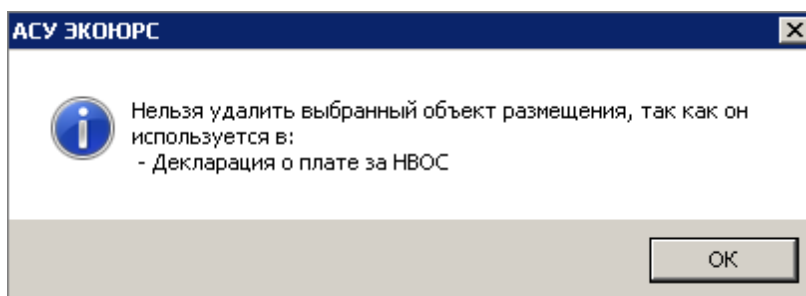 АСУ ЭКОЮРС
Нельзя удалить выбранный объект размещения, так как он
используется в:
- Декларация о плате за НВОС
ОК